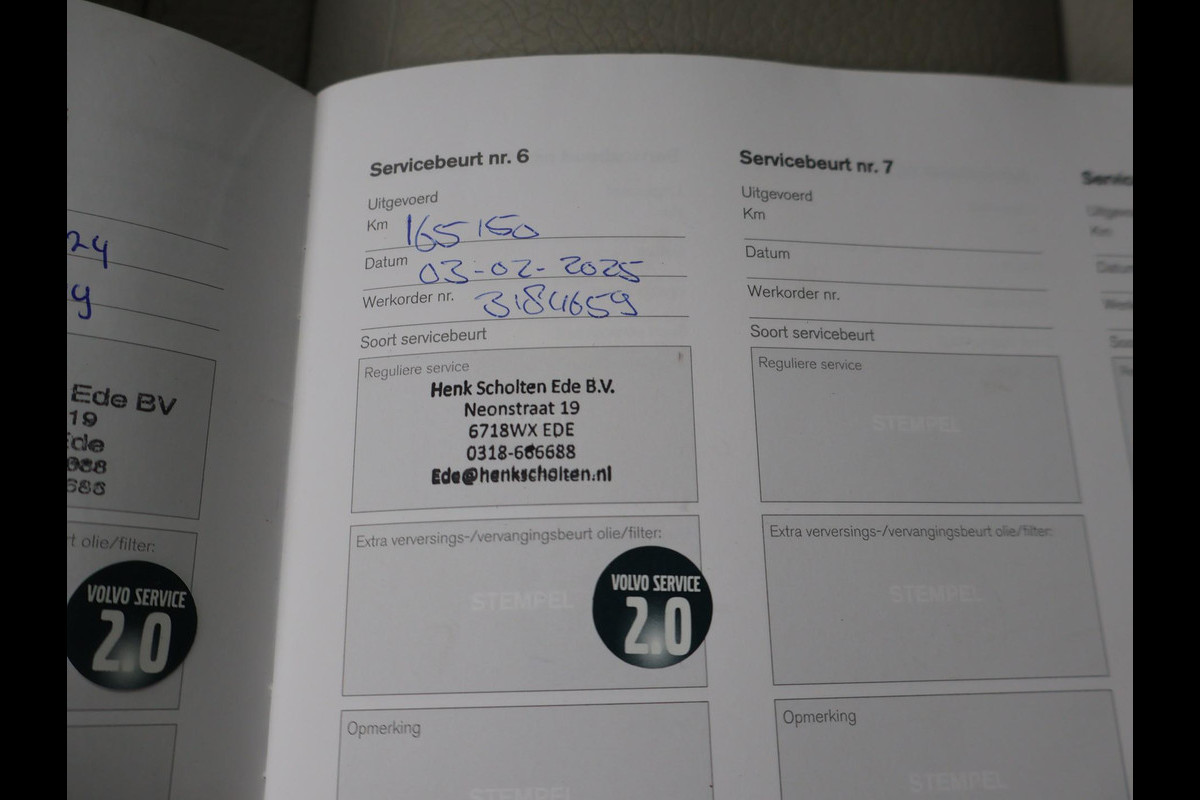 24
9
Ede BV
19
Ede
t olie/filter:
VOLVO SERVICE
2.0
Servicebeurt nr. 6
Uitgevoerd
Km 165150
Datum 03-02-2025
Werkorder nr. 3184659
Soort servicebeurt
Reguliere service
Henk Scholten Ede B.V.
Neonstraat 19
6718WX EDE
0318-666688
Ede@henkscholten.nl
Extra verversings-/vervangingsbeurt olie/filter:
STEMPEL
VOLVO SERVICE
2.0
Opmerking
STEMPEL
Servicebeurt nr. 7
Uitgevoerd
Km
Datum
Werkorder nr.
Soort servicebeurt
Reguliere service
STEMPEL
Extra verversings-/vervangingsbeurt olie/filter:
STEMPEL
Opmerking
STEMPEL